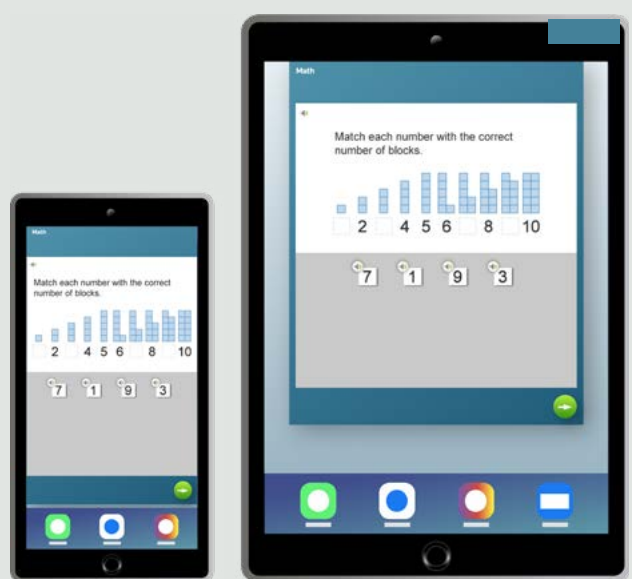 Math
Match each number with the correct
number of blocks.
2 4 5 6 8 10
7 1 9 3
Math
Match each number with the correct
number of blocks.
2 4 5 6 8 10
7 1 9 3